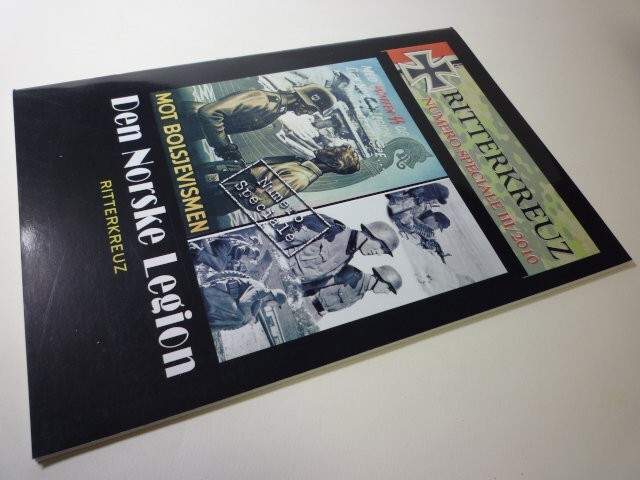 RITTERKREUZ
NUMERO SPECIALE III/2010
MOT BOLSJEVISMEN
Numero
Speciale
Den Norske Legion
RITTERKREUZ